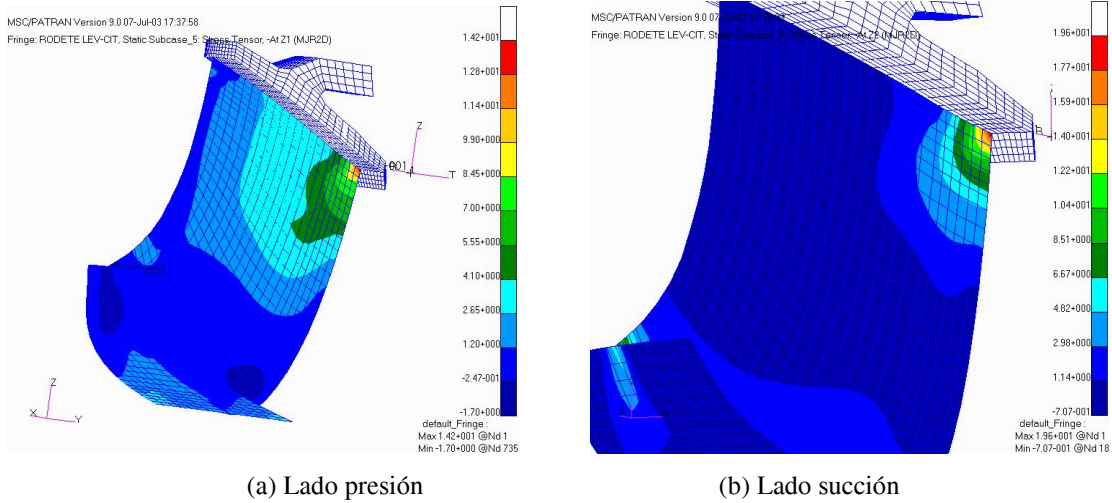 MSC/PATRAN Version 9.0 07-Jul-03 17:37:58
Fringe: RODETE LEV-CIT, Static Subcase_5: Stress Tensor, -At Z1 (MJR2D)
1.42+001
1.28+001
1.14+001
9.90+000
8.45+000
7.00+000
5.55+000
4.10+000
2.65+000
1.20+000
-2.47-001
-1.70+000
Z
T
X
Z
Y
default_Fringe :
Max 1.42+001 @Nd 1
Min -1.70+000 @Nd 735
MSC/PATRAN Version 9.0 07
Fringe: RODETE LEV-CIT, Static Tensor, -At Z2 (MJR2D)
R
1.96+001
1.77+001
1.59+001
1.40+001
1.22+001
1.04+001
8.51+000
6.67+000
4.82+000
2.98+000
1.14+000
-7.07-001
default_Fringe :
Max 1.96+001 @Nd 1
Min -7.07-001 @Nd 18
(a) Lado presión
(b) Lado succión